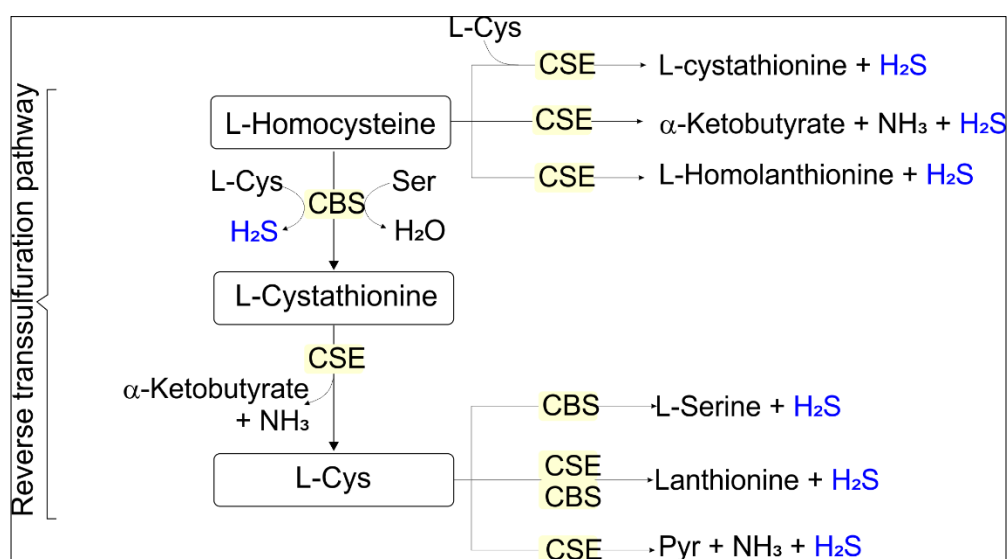 Reverse transsulfuration pathway
L-Cys
CSE
L-cystathionine + H₂S
L-Homocysteine
CSE
α-Ketobutyrate + NH₃ + H₂S
CSE
L-Homolanthionine + H₂S
L-Cys
CBS
Ser
H₂S
H₂O
L-Cystathionine
CSE
α-Ketobutyrate
+ NH₃
L-Cys
CBS
L-Serine + H₂S
CSE
CBS
Lanthionine + H₂S
CSE
Pyr + NH₃ + H₂S